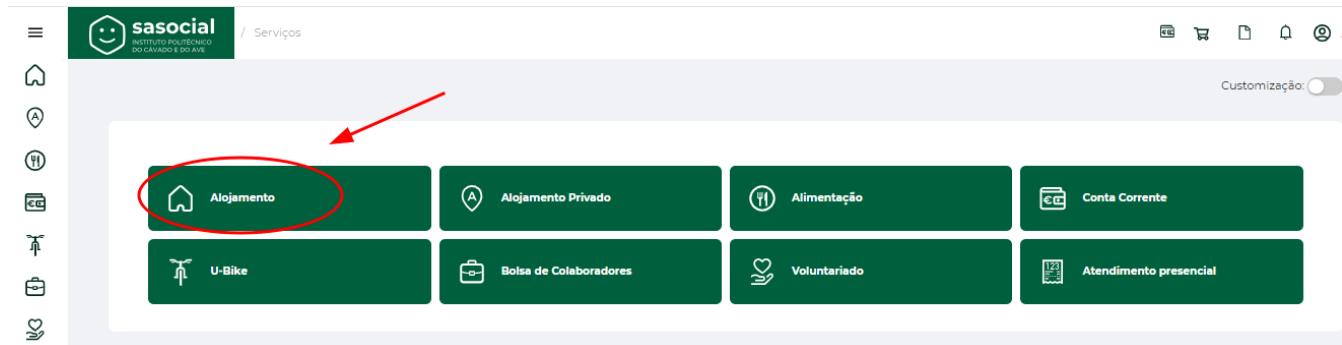 sasocial
INSTITUTO POLITÉCNICO
DO CÁVADO E DO AVE
/ Serviços
Customização:
Alojamento
A
Alojamento Privado
Alimentação
Conta Corrente
U-Bike
Bolsa de Colaboradores
Voluntariado
123
Atendimento presencial